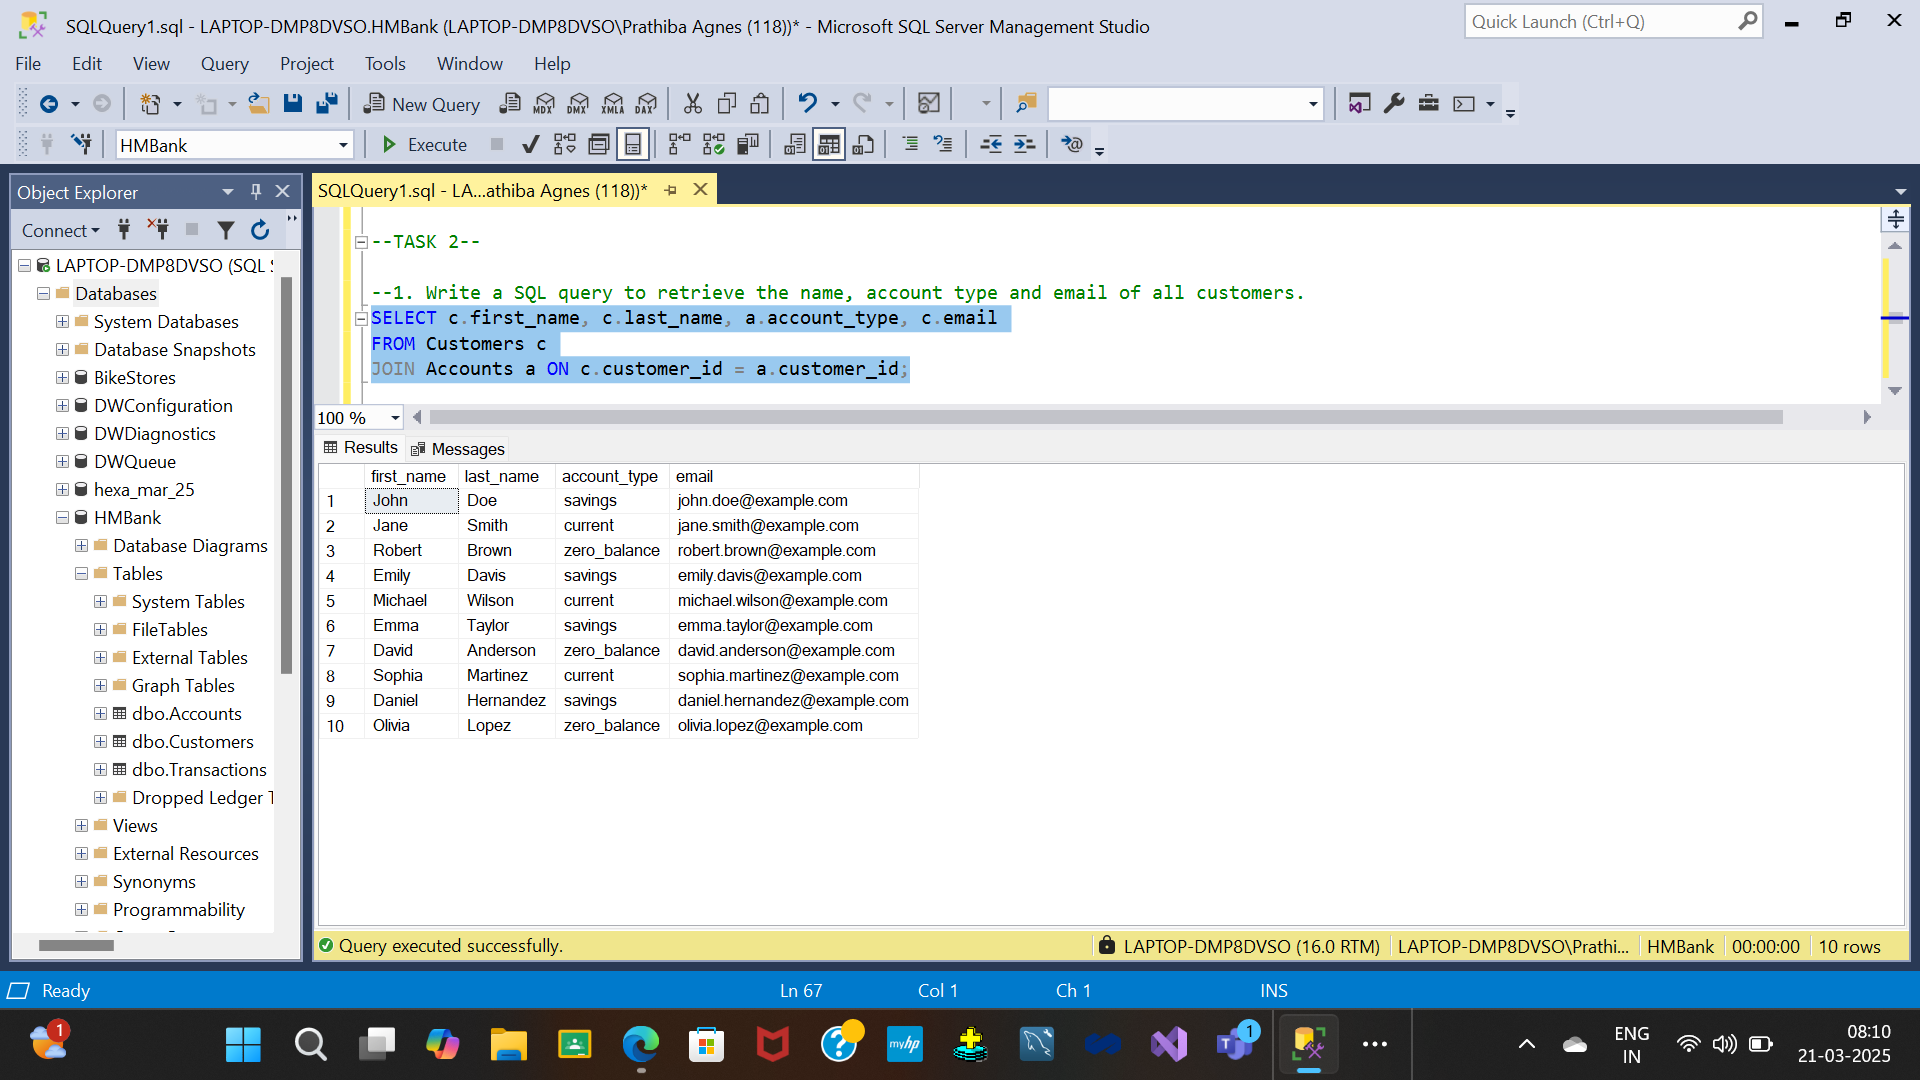 SQLQuery1.sql - LAPTOP-DMP8DVSO.HMBank (LAPTOP-DMP8DVSO\Prathiba Agnes (118))* - Microsoft SQL Server Management Studio
Quick Launch (Ctrl+Q)
File Edit View Query Project Tools Window Help
New Query MDX DMX XMLA DAX
HMBank Execute
Object Explorer
Connect
LAPTOP-DMP8DVSO (SQL S
Databases
System Databases
Database Snapshots
BikeStores
DWConfiguration
DWDiagnostics
DWQueue
hexa_mar_25
HMBank
Database Diagrams
Tables
System Tables
FileTables
External Tables
Graph Tables
dbo.Accounts
dbo.Customers
dbo.Transactions
Dropped Ledger T
Views
External Resources
Synonyms
Programmability
SQLQuery1.sql - LA...athiba Agnes (118))*
--TASK 2--
--1. Write a SQL query to retrieve the name, account type and email of all customers.
SELECT c.first_name, c.last_name, a.account_type, c.email
FROM Customers c
JOIN Accounts a ON c.customer_id = a.customer_id;
100 %
Results Messages
first_name last_name account_type email
1 John Doe savings john.doe@example.com
2 Jane Smith current jane.smith@example.com
3 Robert Brown zero_balance robert.brown@example.com
4 Emily Davis savings emily.davis@example.com
5 Michael Wilson current michael.wilson@example.com
6 Emma Taylor savings emma.taylor@example.com
7 David Anderson zero_balance david.anderson@example.com
8 Sophia Martinez current sophia.martinez@example.com
9 Daniel Hernandez savings daniel.hernandez@example.com
10 Olivia Lopez zero_balance olivia.lopez@example.com
Query executed successfully. LAPTOP-DMP8DVSO (16.0 RTM) LAPTOP-DMP8DVSO\Prathi... HMBank 00:00:00 10 rows
Ready Ln 67 Col 1 Ch 1 INS
1
myhp
1
ENG
IN
08:10
21-03-2025